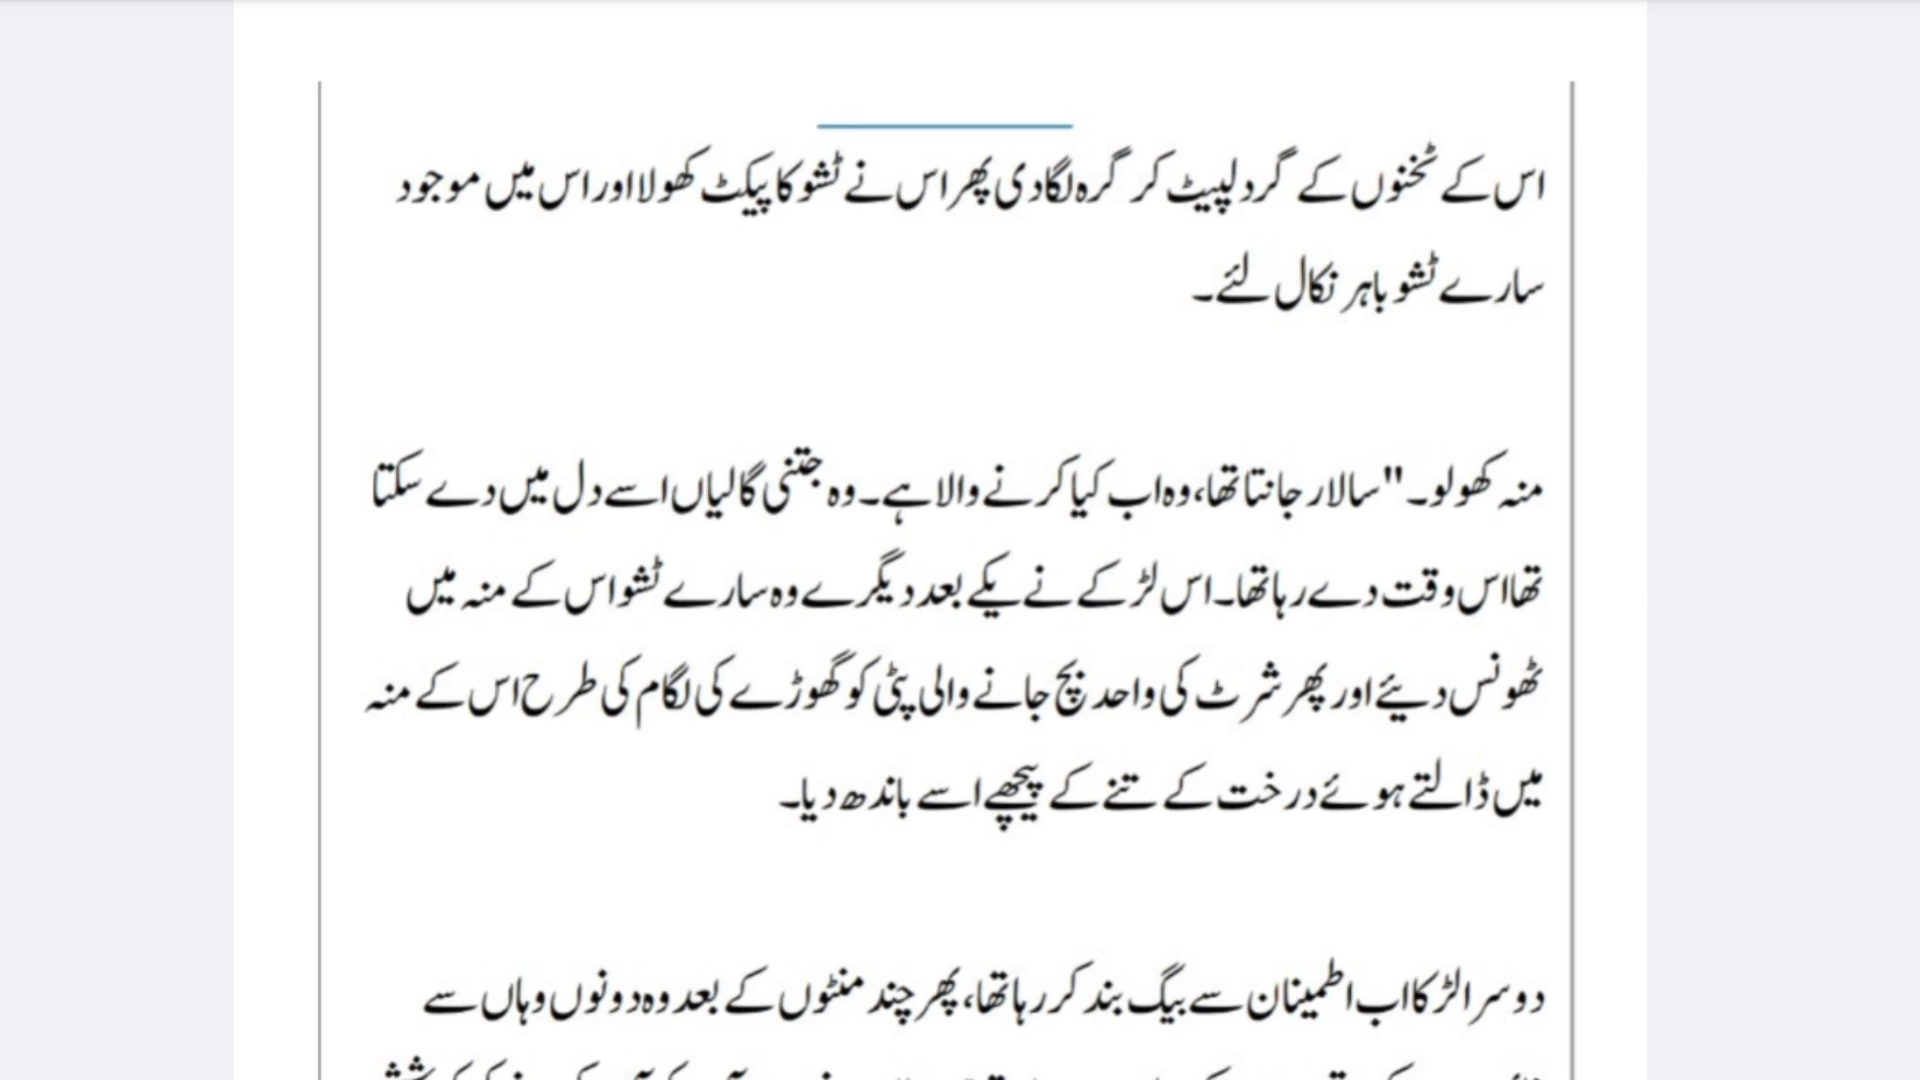 اس کے ٹخنوں کے گرد لپیٹ کر گرہ لگا دی پھر اس نے ٹشو کا پیکٹ کھولا اور اس میں موجود
سارے ٹشو باہر نکال لئے۔
منہ کھولو۔" سالار جانتا تھا، وہ اب کیا کرنے والا ہے۔ وہ جتنی گالیاں اسے دل میں دے سکتا
تھا اس وقت دے رہا تھا۔ اس لڑکے نے یکے بعد دیگرے وہ سارے ٹشو اس کے منہ میں
ٹھونس دیئے اور پھر شرٹ کی واحد بچ جانے والی پٹی کو گھوڑے کی لگام کی طرح اس کے منہ
میں ڈالتے ہوئے درخت کے تنے کے پیچھے اسے باندھ دیا۔
دوسرا لڑکا اب اطمینان سے بیگ بند کر رہا تھا، پھر چند منٹوں کے بعد وہ دونوں وہاں سے